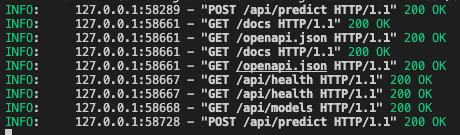 INFO:     127.0.0.1:58289 - "POST /api/predict HTTP/1.1" 200 OK
INFO:     127.0.0.1:58661 - "GET /docs HTTP/1.1" 200 OK
INFO:     127.0.0.1:58661 - "GET /openapi.json HTTP/1.1" 200 OK
INFO:     127.0.0.1:58661 - "GET /docs HTTP/1.1" 200 OK
INFO:     127.0.0.1:58661 - "GET /openapi.json HTTP/1.1" 200 OK
INFO:     127.0.0.1:58667 - "GET /api/health HTTP/1.1" 200 OK
INFO:     127.0.0.1:58667 - "GET /api/health HTTP/1.1" 200 OK
INFO:     127.0.0.1:58668 - "GET /api/models HTTP/1.1" 200 OK
INFO:     127.0.0.1:58728 - "POST /api/predict HTTP/1.1" 200 OK